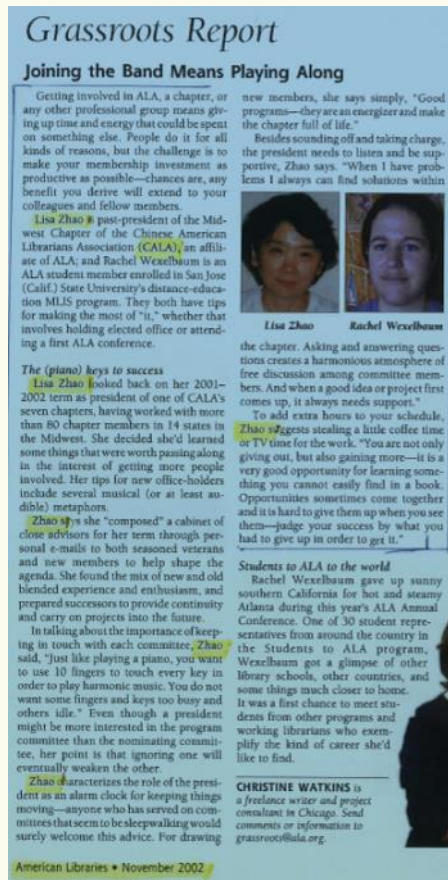 Grassroots Report
Joining the Band Means Playing Along
Getting involved in ALA, a chapter, or
any other professional group means giv-
ing up time and energy that could be spent
on something else. People do it for all
kinds of reasons, but the challenge is to
make your membership investment as
productive as possible—chances are, any
benefit you derive will extend to your
colleagues and fellow members.
Lisa Zhao is past-president of the Mid-
west Chapter of the Chinese American
Librarians Association (CALA), an affili-
ate of ALA; and Rachel Wexelbaum is an
ALA student member enrolled in San Jose
(Calif.) State University's distance-educa-
tion MLIS program. They both have tips
for making the most of "it," whether that
involves holding elected office or attend-
ing a first ALA conference.
The (piano) keys to success
Lisa Zhao looked back on her 2001–
2002 term as president of one of CALA's
seven chapters, having worked with more
than 80 chapter members in 14 states in
the Midwest. She decided she'd learned
some things that were worth passing along
in the interest of getting more people
involved. Her tips for new office-holders
include several musical (or at least au-
dible) metaphors.
Zhao says she "composed" a cabinet of
close advisors for her term through per-
sonal e-mails to both seasoned veterans
and new members to help shape the
agenda. She found the mix of new and old
blended experience and enthusiasm, and
prepared successors to provide continuity
and carry on projects into the future.
In talking about the importance of keep-
ing in touch with each committee, Zhao
said, "Just like playing a piano, you want
to use 10 fingers to touch every key in
order to play harmonic music. You do not
want some fingers and keys too busy and
others idle." Even though a president
might be more interested in the program
committee than the nominating commit-
tee, her point is that ignoring one will
eventually weaken the other.
Zhao characterizes the role of the presi-
dent as an alarm clock for keeping things
moving—anyone who has served on com-
mittees that seem to be sleepwalking would
surely welcome this advice. For drawing
new members, she says simply, "Good
programs—they are an energizer and make
the chapter full of life."
Besides sounding off and taking charge,
the president needs to listen and be sup-
portive, Zhao says. "When I have prob-
lems I always can find solutions within
Lisa Zhao
Rachel Wexelbaum
the chapter. Asking and answering ques-
tions creates a harmonious atmosphere of
free discussion among committee mem-
bers. And when a good idea or project first
comes up, it always needs support."
To add extra hours to your schedule,
Zhao suggests stealing a little coffee time
or TV time for the work. "You are not only
giving out, but also gaining more—it is a
very good opportunity for learning some-
thing you cannot easily find in a book.
Opportunities sometimes come together
and it is hard to give them up when you see
them—judge your success by what you
had to give up in order to get it."
Students to ALA to the world
Rachel Wexelbaum gave up sunny
southern California for hot and steamy
Atlanta during this year's ALA Annual
Conference. One of 30 student repre-
sentatives from around the country in
the Students to ALA program,
Wexelbaum got a glimpse of other
library schools, other countries, and
some things much closer to home.
It was a first chance to meet stu-
dents from other programs and
working librarians who exem-
plify the kind of career she'd
like to find.
CHRISTINE WATKINS is
a freelance writer and project
consultant in Chicago. Send
comments or information to
grassroots@ala.org.
American Libraries • November 2002